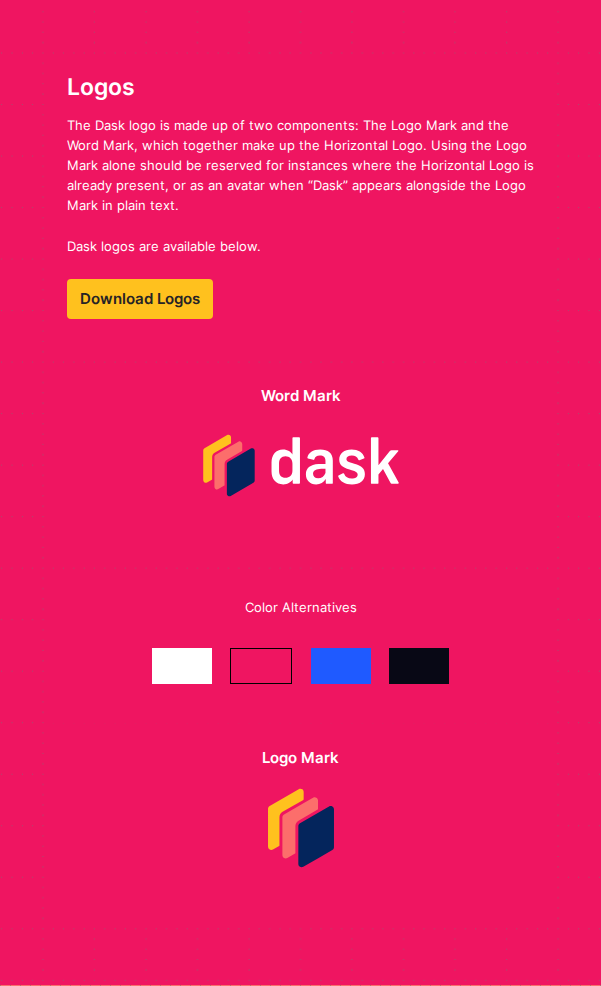 Logos
The Dask logo is made up of two components: The Logo Mark and the
Word Mark, which together make up the Horizontal Logo. Using the Logo
Mark alone should be reserved for instances where the Horizontal Logo is
already present, or as an avatar when “Dask” appears alongside the Logo
Mark in plain text.
Dask logos are available below.
Download Logos
Word Mark
dask
Color Alternatives
Logo Mark